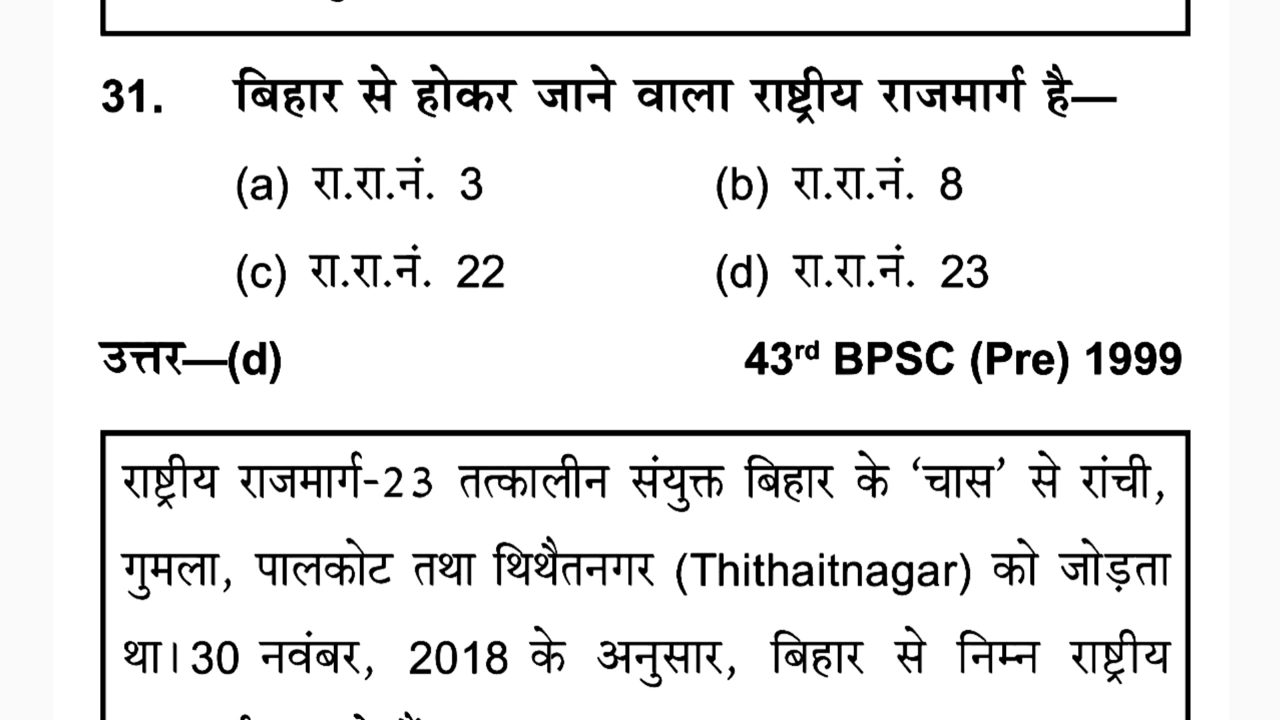 31. बिहार से होकर जाने वाला राष्ट्रीय राजमार्ग है—
(a) रा.रा.नं. 3 (b) रा.रा.नं. 8
(c) रा.रा.नं. 22 (d) रा.रा.नं. 23
उत्तर—(d) 43rd BPSC (Pre) 1999
राष्ट्रीय राजमार्ग-23 तत्कालीन संयुक्त बिहार के ‘चास’ से रांची,
गुमला, पालकोट तथा थिथैतनगर (Thithaitnagar) को जोड़ता
था। 30 नवंबर, 2018 के अनुसार, बिहार से निम्न राष्ट्रीय